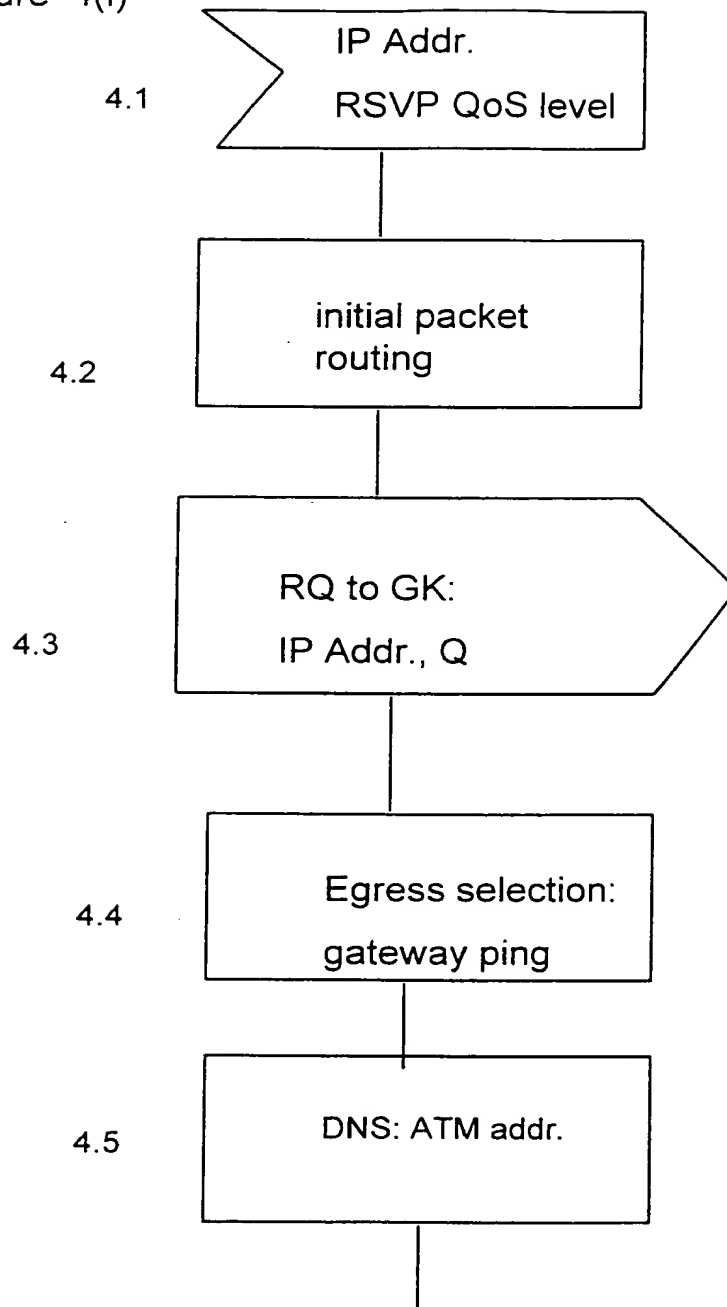 4.1
IP Addr.
RSVP QoS level
4.2
initial packet
routing
4.3
RQ to GK:
IP Addr., Q
4.4
Egress selection:
gateway ping
4.5
DNS: ATM addr.